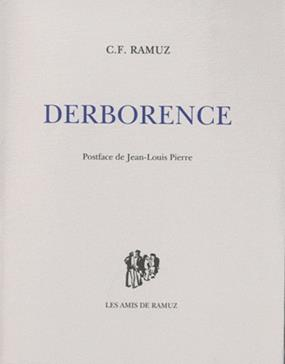 C.F. RAMUZ
DERBORENCE
Postface de Jean-Louis Pierre
LES AMIS DE RAMUZ